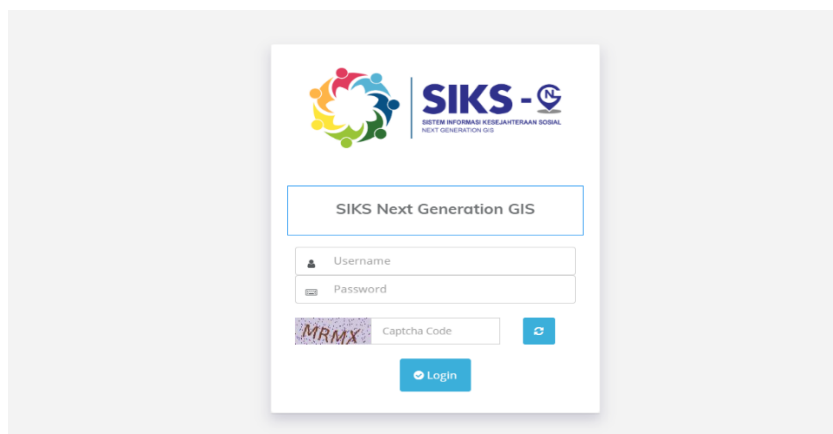 SIKS - NG
SISTEM INFORMASI KESEJAHTERAAN SOSIAL
NEXT GENERATION GIS
SIKS Next Generation GIS
Username
Password
MRMX Captcha Code
Login